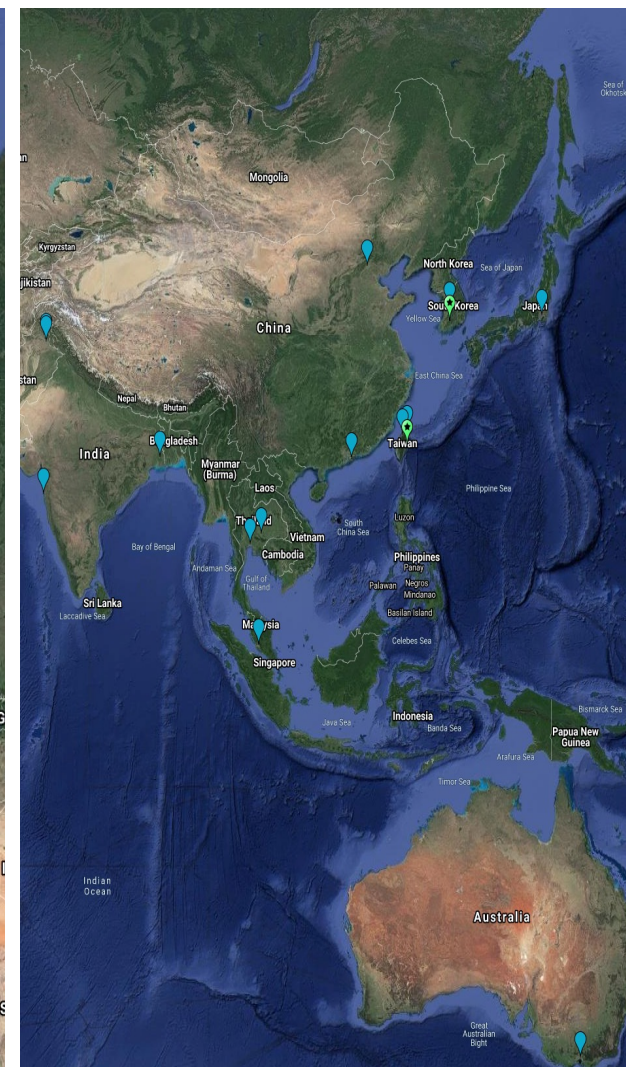 Sea of
Okhotsk
Mongolia
Kyrgyzstan
North Korea
Sea of Japan
jikistan
China
South Korea
Japan
Yellow Sea
East China Sea
stan
Nepal
Bhutan
Bangladesh
Taiwan
India
Myanmar
(Burma)
Laos
Philippine Sea
Thailand
Vietnam
South
China Sea
Luzon
Bay of Bengal
Cambodia
Philippines
Andaman Sea
Gulf of
Thailand
Panay
Negros
Palawan
Mindanao
Sri Lanka
Laccadive Sea
Basilan Island
Malaysia
Celebes Sea
Singapore
Indonesia
Bismarck Sea
Java Sea
Banda Sea
Papua New
Guinea
Arafura Sea
Timor Sea
Indian
Ocean
Australia
Great
Australian
Bight